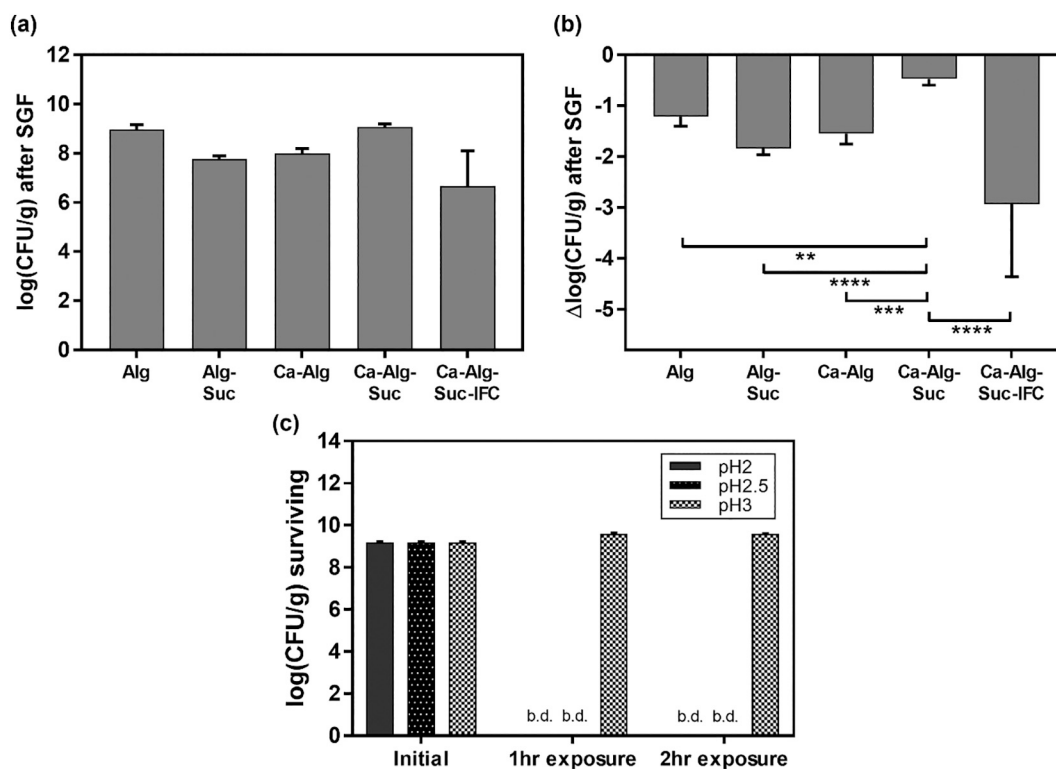 (a)
log(CFU/g) after SGF
12
10
8
6
4
2
0
Alg
Alg-
Suc
Ca-Alg
Ca-Alg-
Suc
Ca-Alg-
Suc-IFC
(b)
Δlog(CFU/g) after SGF
0
-1
-2
-3
-4
-5
**
****
***
****
Alg
Alg-
Suc
Ca-Alg
Ca-Alg-
Suc
Ca-Alg-
Suc-IFC
(c)
log(CFU/g) surviving
14
12
10
8
6
4
2
0
pH2
pH2.5
pH3
b.d. b.d.
b.d. b.d.
Initial
1hr exposure
2hr exposure